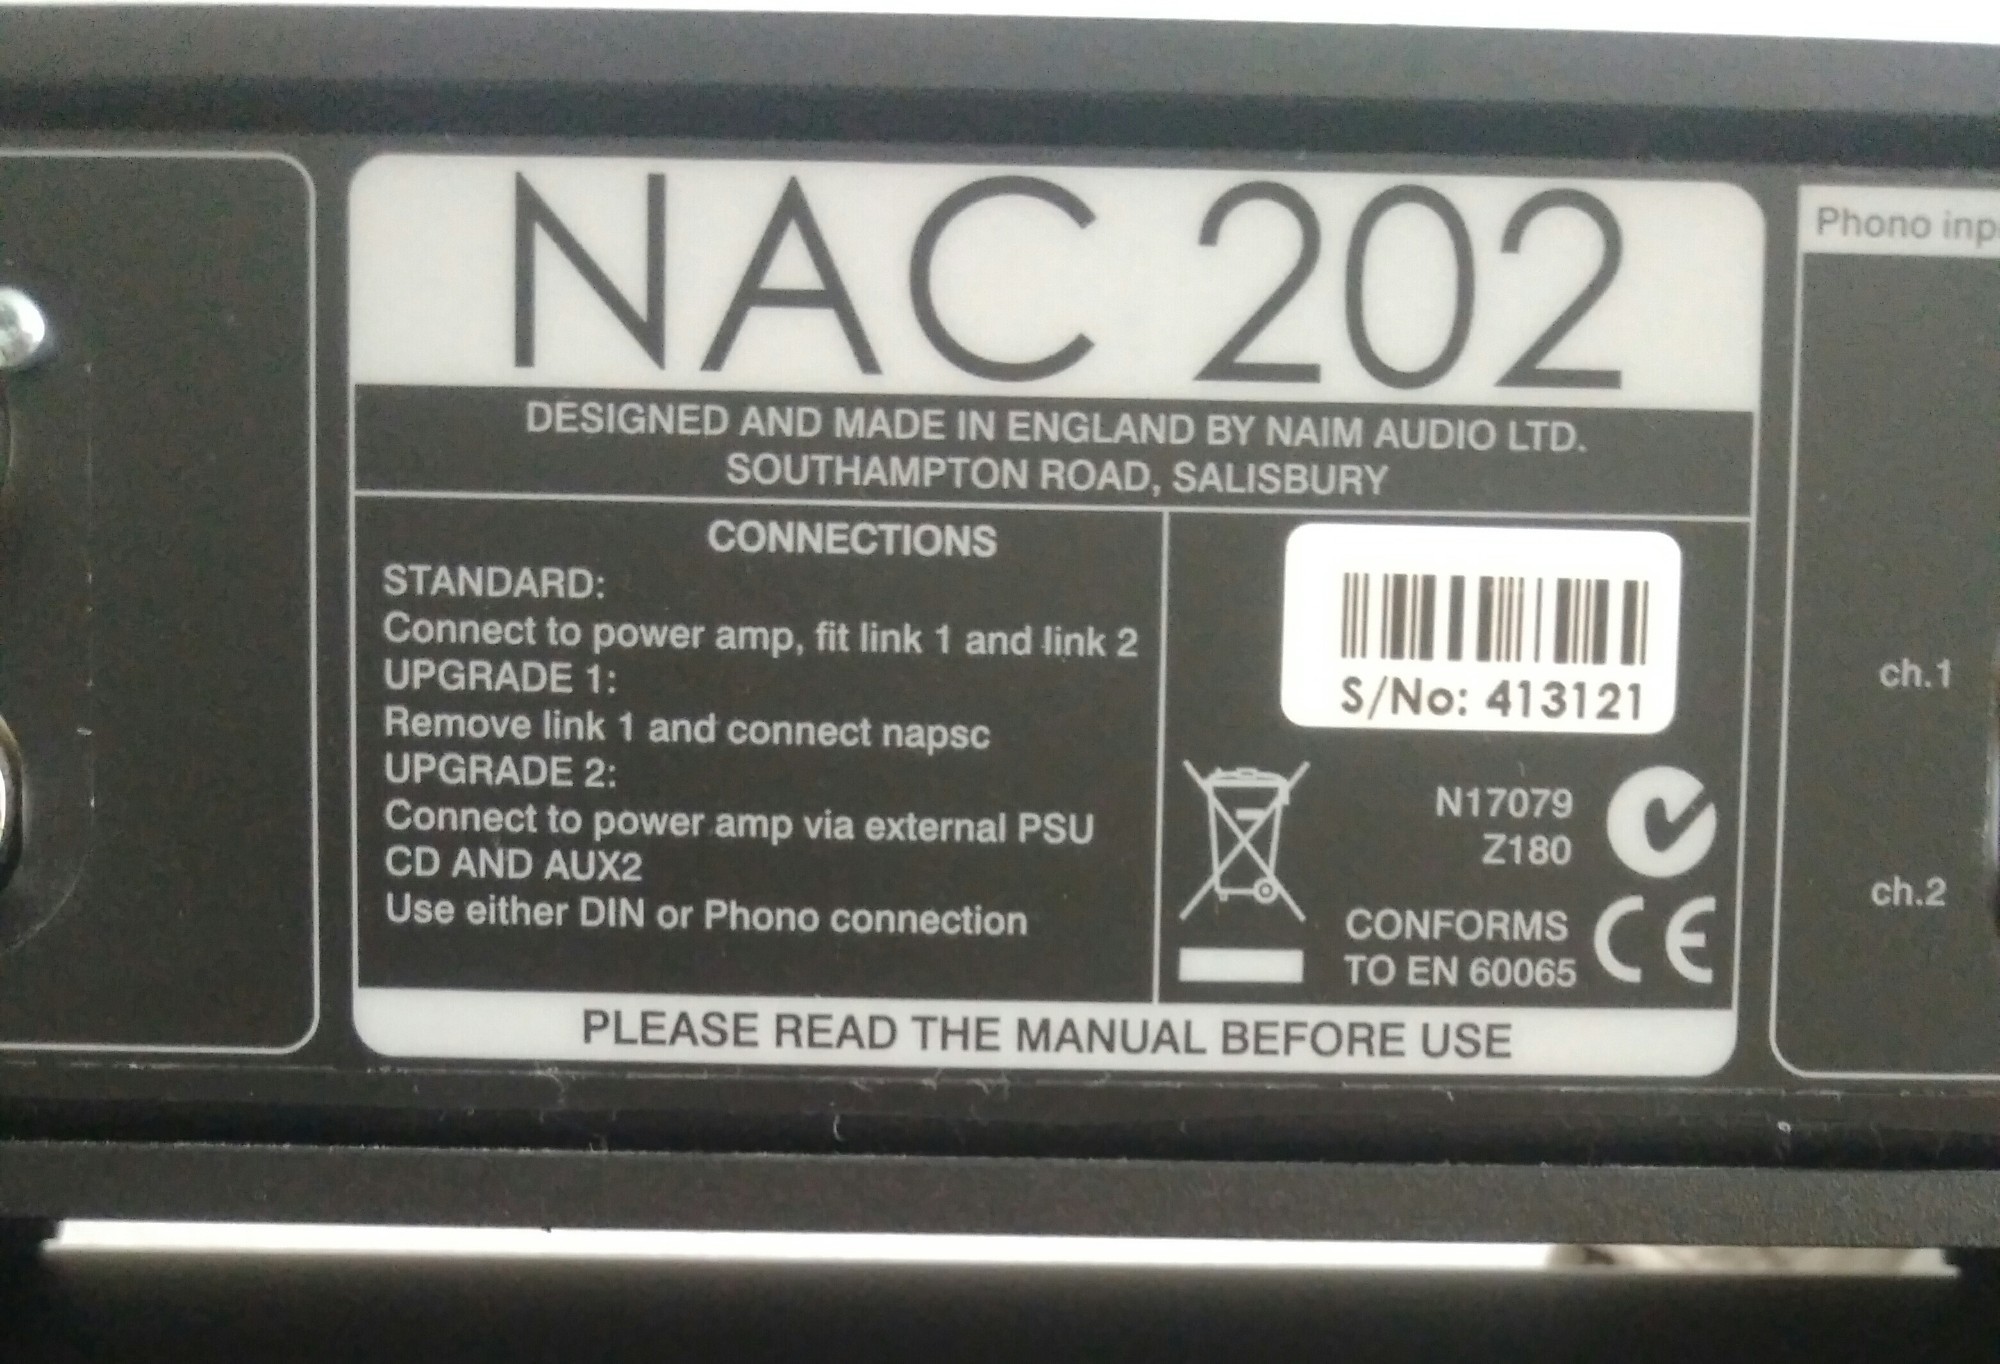 NAC 202
DESIGNED AND MADE IN ENGLAND BY NAIM AUDIO LTD.
SOUTHAMPTON ROAD, SALISBURY
CONNECTIONS
STANDARD:
Connect to power amp, fit link 1 and link 2
UPGRADE 1:
Remove link 1 and connect napsc
UPGRADE 2:
Connect to power amp via external PSU
CD AND AUX2
Use either DIN or Phono connection
S/No: 413121
N17079
Z180
CONFORMS
TO EN 60065
CE
PLEASE READ THE MANUAL BEFORE USE
Phono inp
ch.1
ch.2